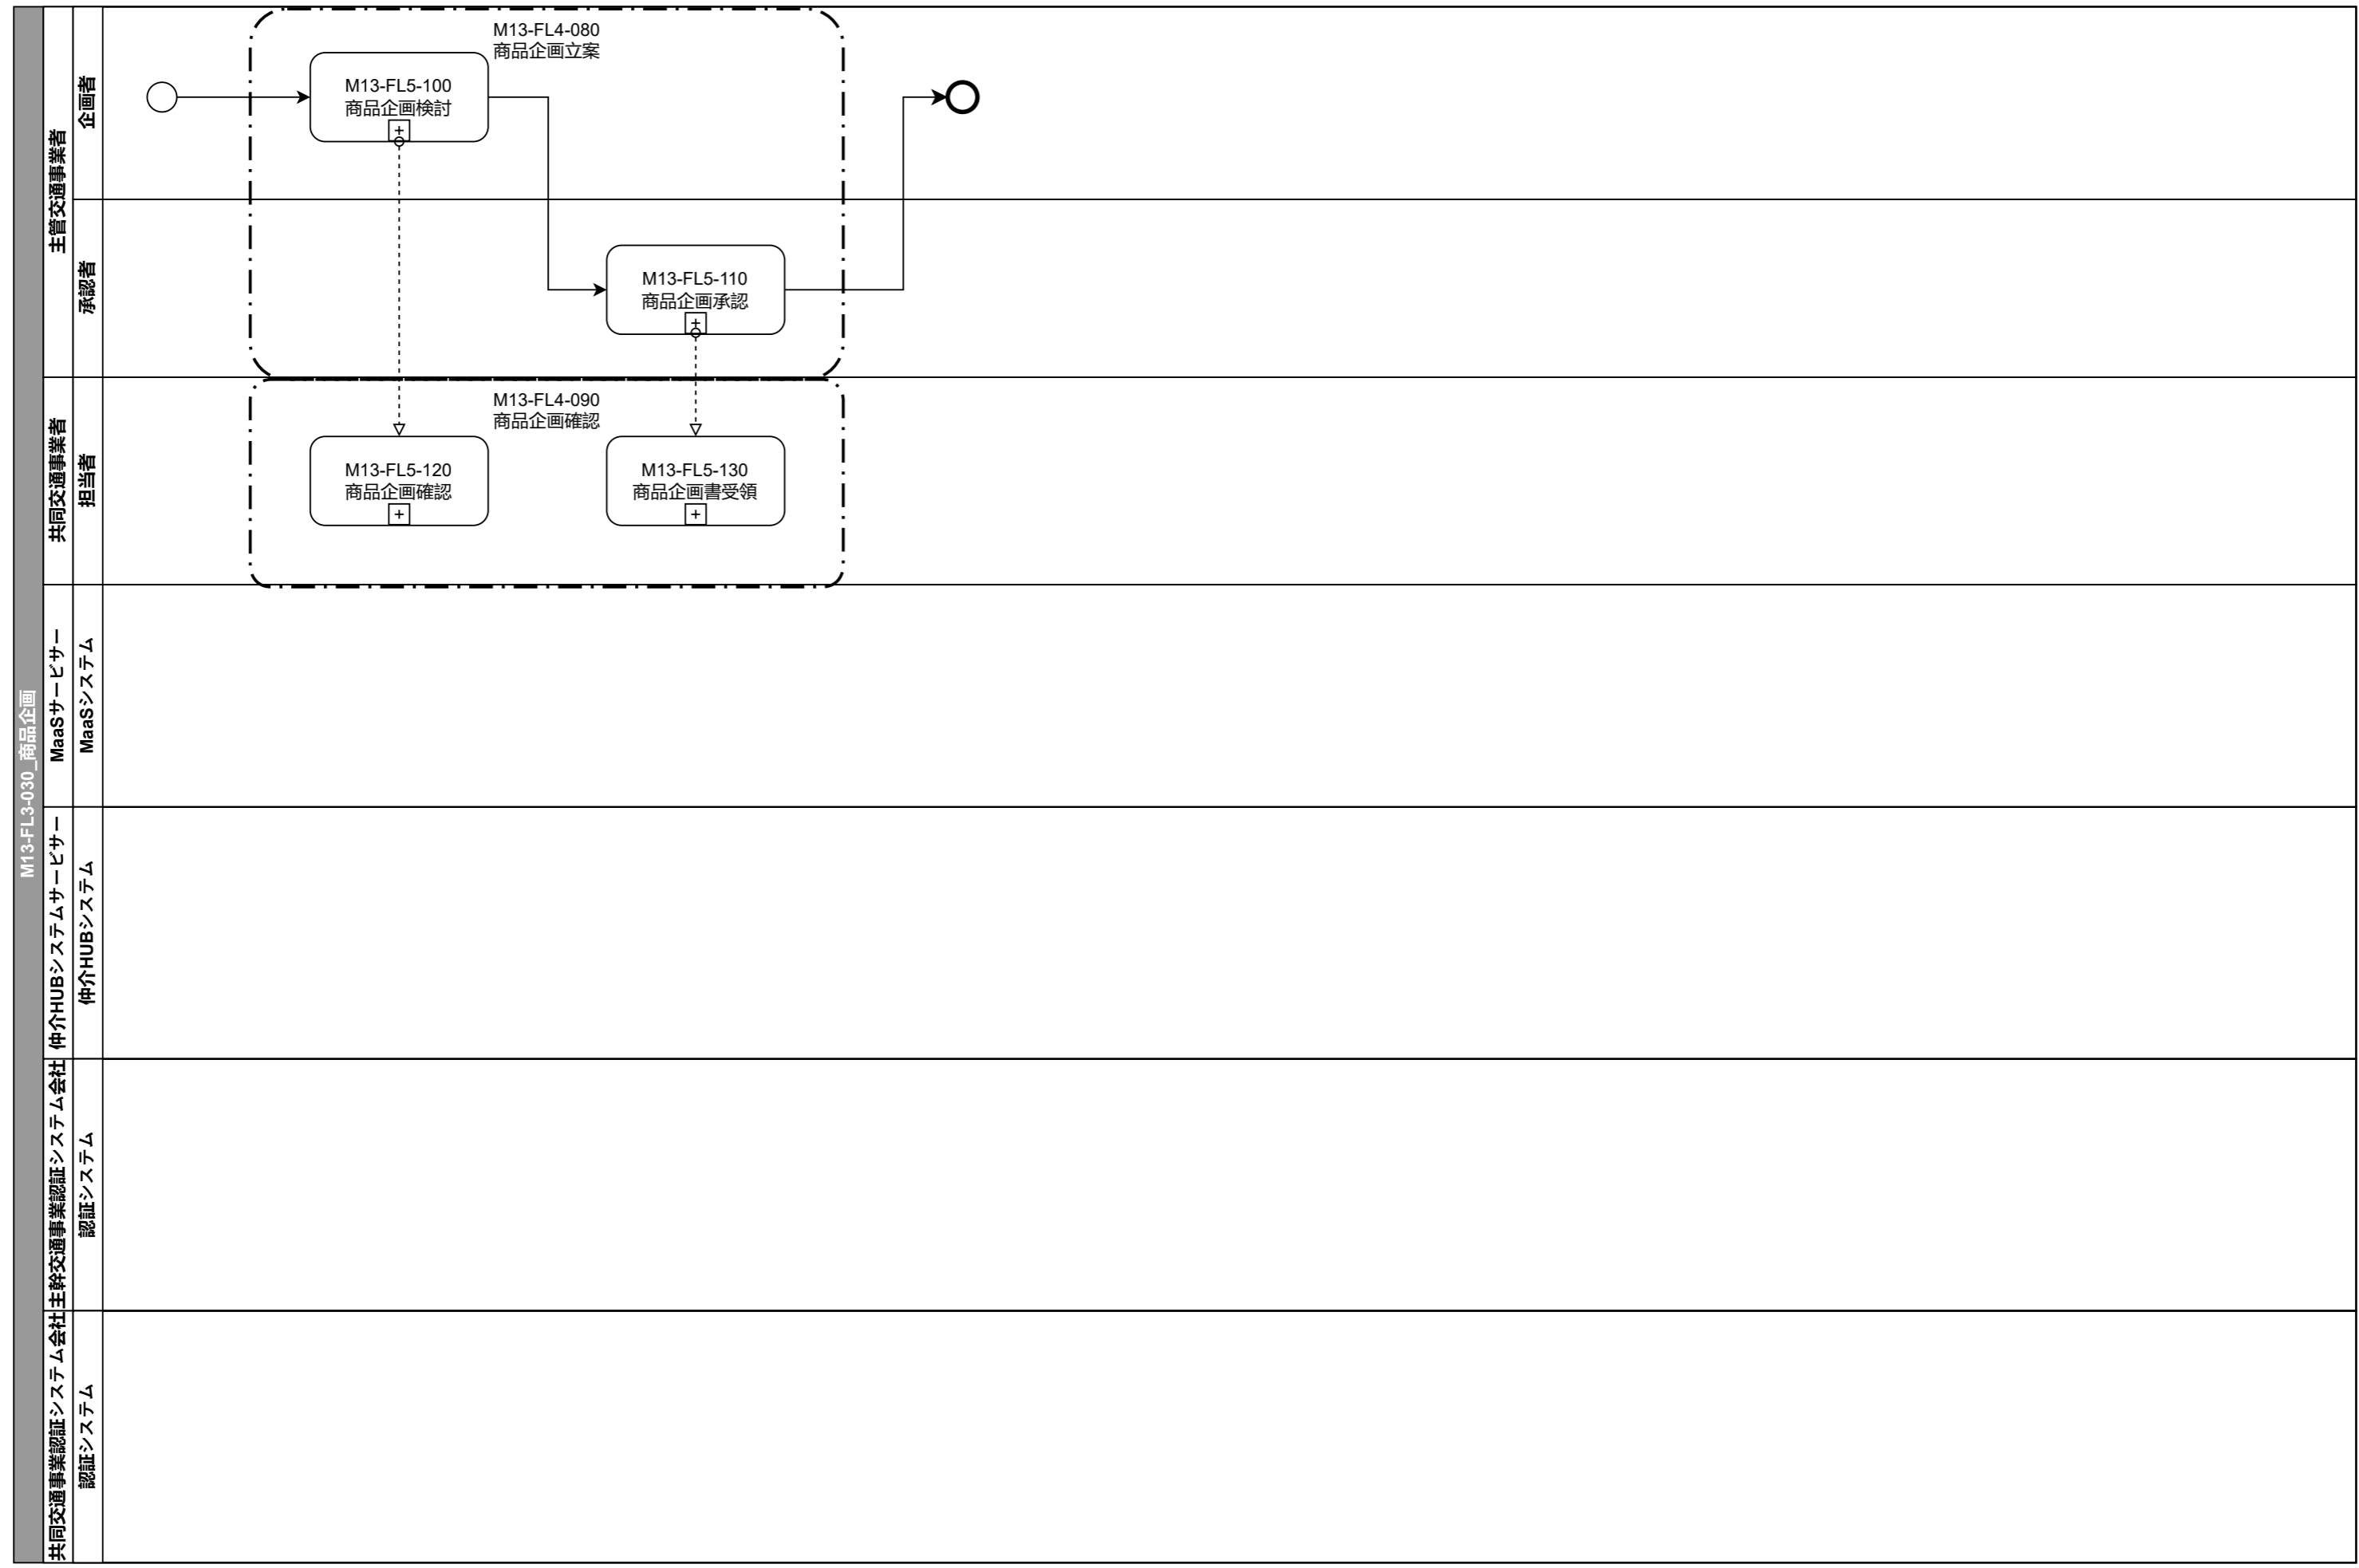 M13-FL3-030_商品企画
主管交通事業者
企画者
M13-FL4-080
商品企画立案
M13-FL5-100
商品企画検討
+
承認者
M13-FL5-110
商品企画承認
+
共同交通事業者
担当者
M13-FL4-090
商品企画確認
M13-FL5-120
商品企画確認
+
M13-FL5-130
商品企画書受領
+
MaaSサービサー
MaaSシステム
仲介HUBシステムサービサー
仲介HUBシステム
主幹交通事業認証システム会社
認証システム
共同交通事業認証システム会社
認証システム